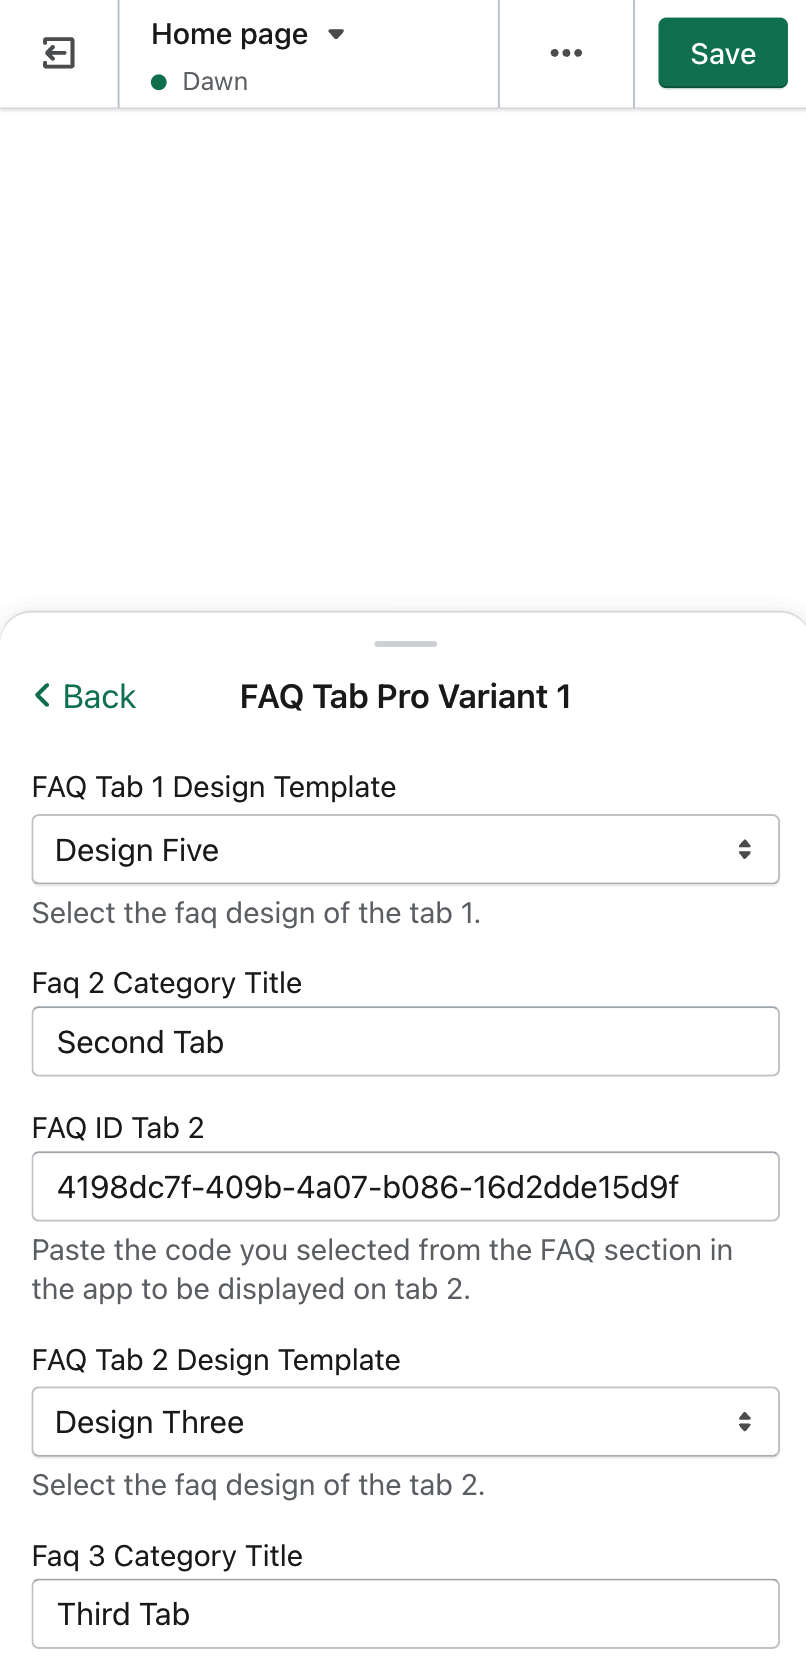 Home page
Dawn
Save
Back
FAQ Tab Pro Variant 1
FAQ Tab 1 Design Template
Design Five
Select the faq design of the tab 1.
Faq 2 Category Title
Second Tab
FAQ ID Tab 2
4198dc7f-409b-4a07-b086-16d2dde15d9f
Paste the code you selected from the FAQ section in
the app to be displayed on tab 2.
FAQ Tab 2 Design Template
Design Three
Select the faq design of the tab 2.
Faq 3 Category Title
Third Tab